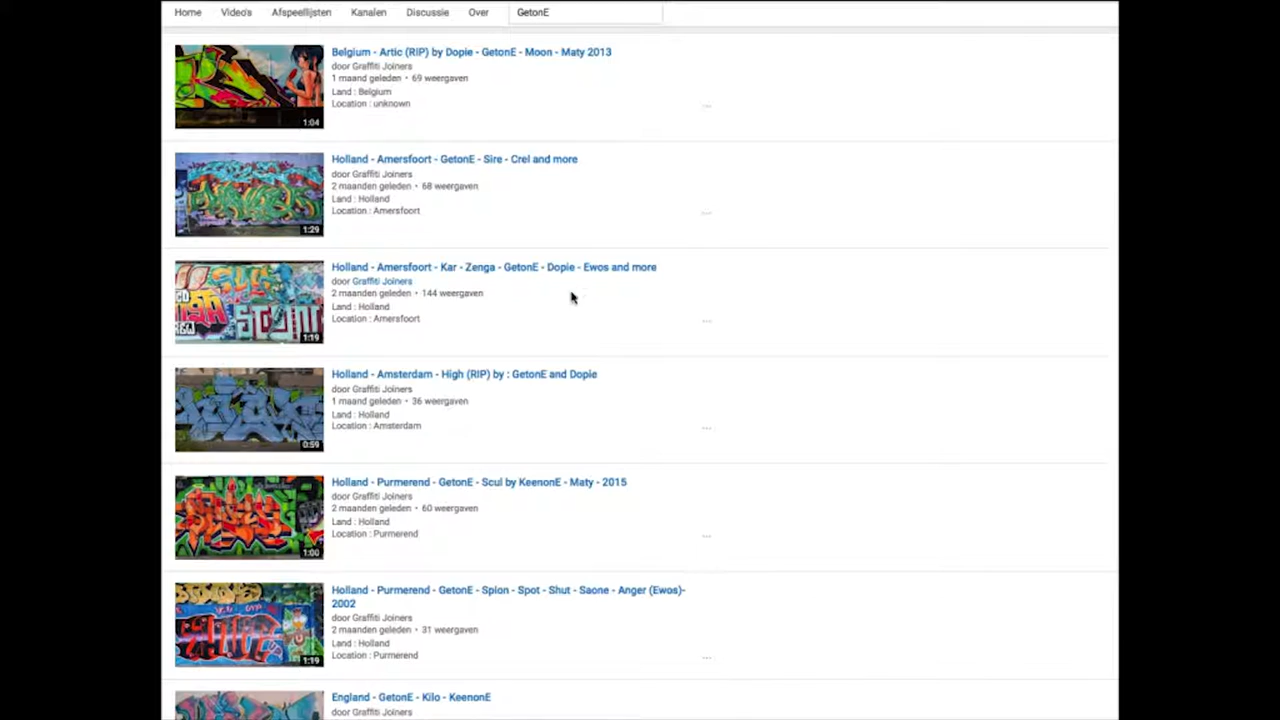 Home Video's Afspeellijsten Kanalen Discussie Over GetonE
Belgium - Artic (RIP) by Dopie - GetonE - Moon - Maty 2013
door Graffiti Joiners
1 maand geleden • 69 weergaven
Land : Belgium
Location : unknown
1:04
Holland - Amersfoort - GetonE - Sire - Crel and more
door Graffiti Joiners
2 maanden geleden • 68 weergaven
Land : Holland
Location : Amersfoort
1:29
Holland - Amersfoort - Kar - Zenga - GetonE - Dopie - Ewos and more
door Graffiti Joiners
2 maanden geleden • 144 weergaven
Land : Holland
Location : Amersfoort
1:19
Holland - Amsterdam - High (RIP) by : GetonE and Dopie
door Graffiti Joiners
1 maand geleden • 36 weergaven
Land : Holland
Location : Amsterdam
0:59
Holland - Purmerend - GetonE - Scul by KeenonE - Maty - 2015
door Graffiti Joiners
2 maanden geleden • 60 weergaven
Land : Holland
Location : Purmerend
1:00
Holland - Purmerend - GetonE - Spion - Spot - Shut - Saone - Anger (Ewos)-
2002
door Graffiti Joiners
2 maanden geleden • 31 weergaven
Land : Holland
Location : Purmerend
1:19
England - GetonE - Kilo - KeenonE
door Graffiti Joiners